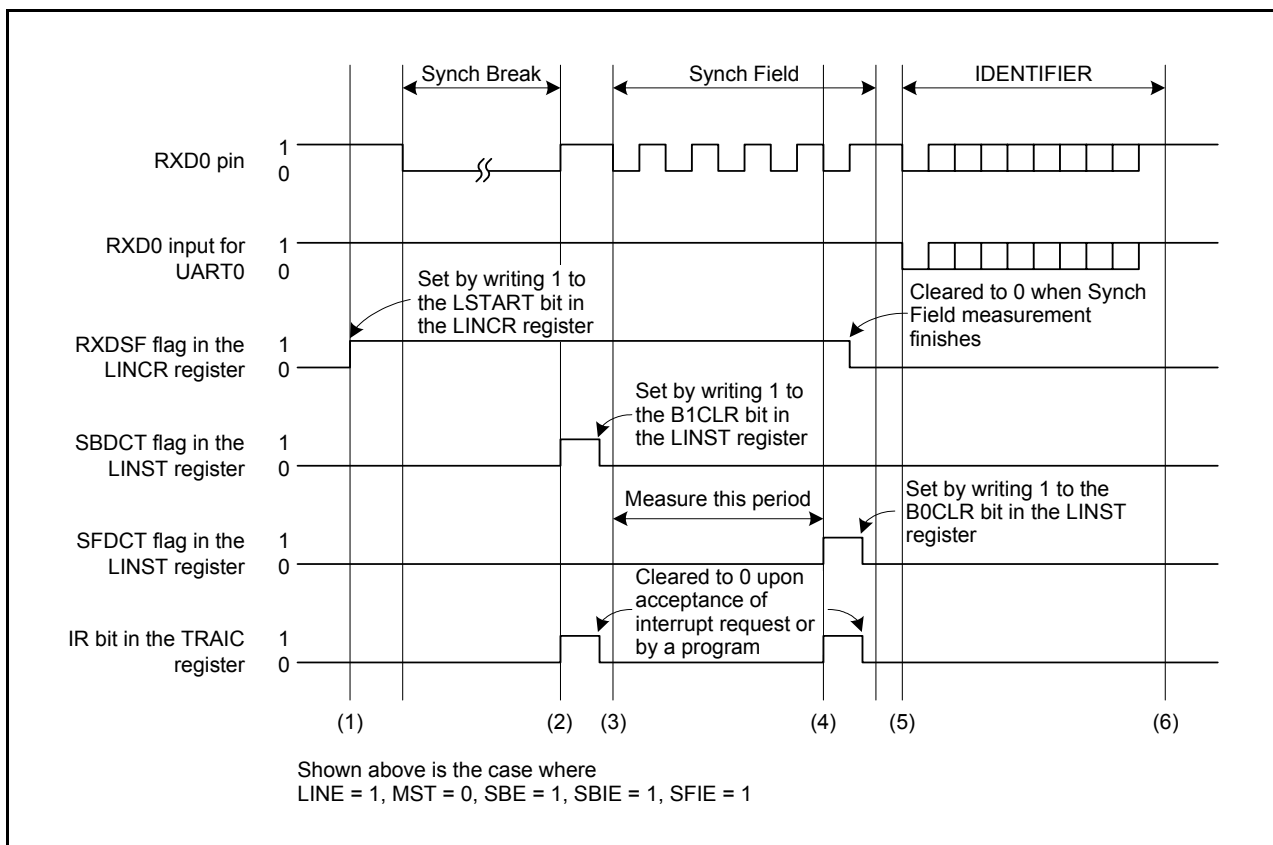 Synch Break
Synch Field
IDENTIFIER
RXD0 pin
1
0
RXD0 input for
UART0
1
0
Set by writing 1 to
the LSTART bit in
the LINCR register
Cleared to 0 when Synch
Field measurement
finishes
RXDSF flag in the
LINCR register
1
0
Set by writing 1 to
the B1CLR bit in
the LINST register
SBDCT flag in the
LINST register
1
0
Measure this period
Set by writing 1 to the
B0CLR bit in the LINST
register
SFDCT flag in the
LINST register
1
0
Cleared to 0 upon
acceptance of
interrupt request or
by a program
IR bit in the TRAIC
register
1
0
(1)
(2)
(3)
(4)
(5)
(6)
Shown above is the case where
LINE = 1, MST = 0, SBE = 1, SBIE = 1, SFIE = 1